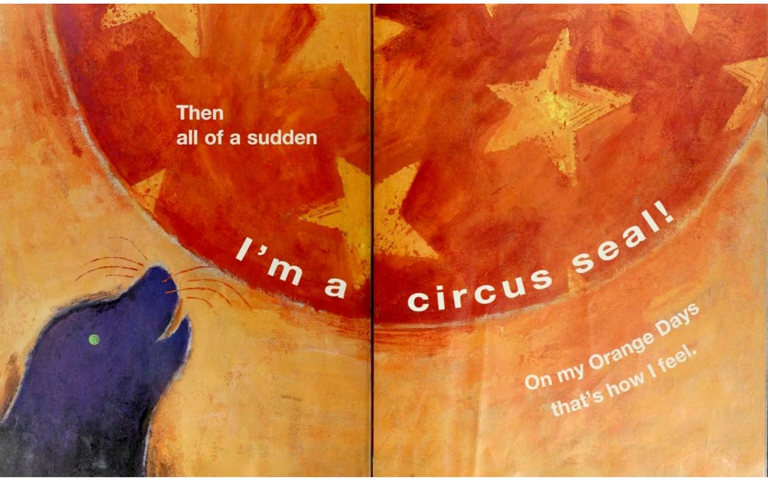 Then
all of a sudden
I'm a circus seal!
On my Orange Days
that's how I feel.